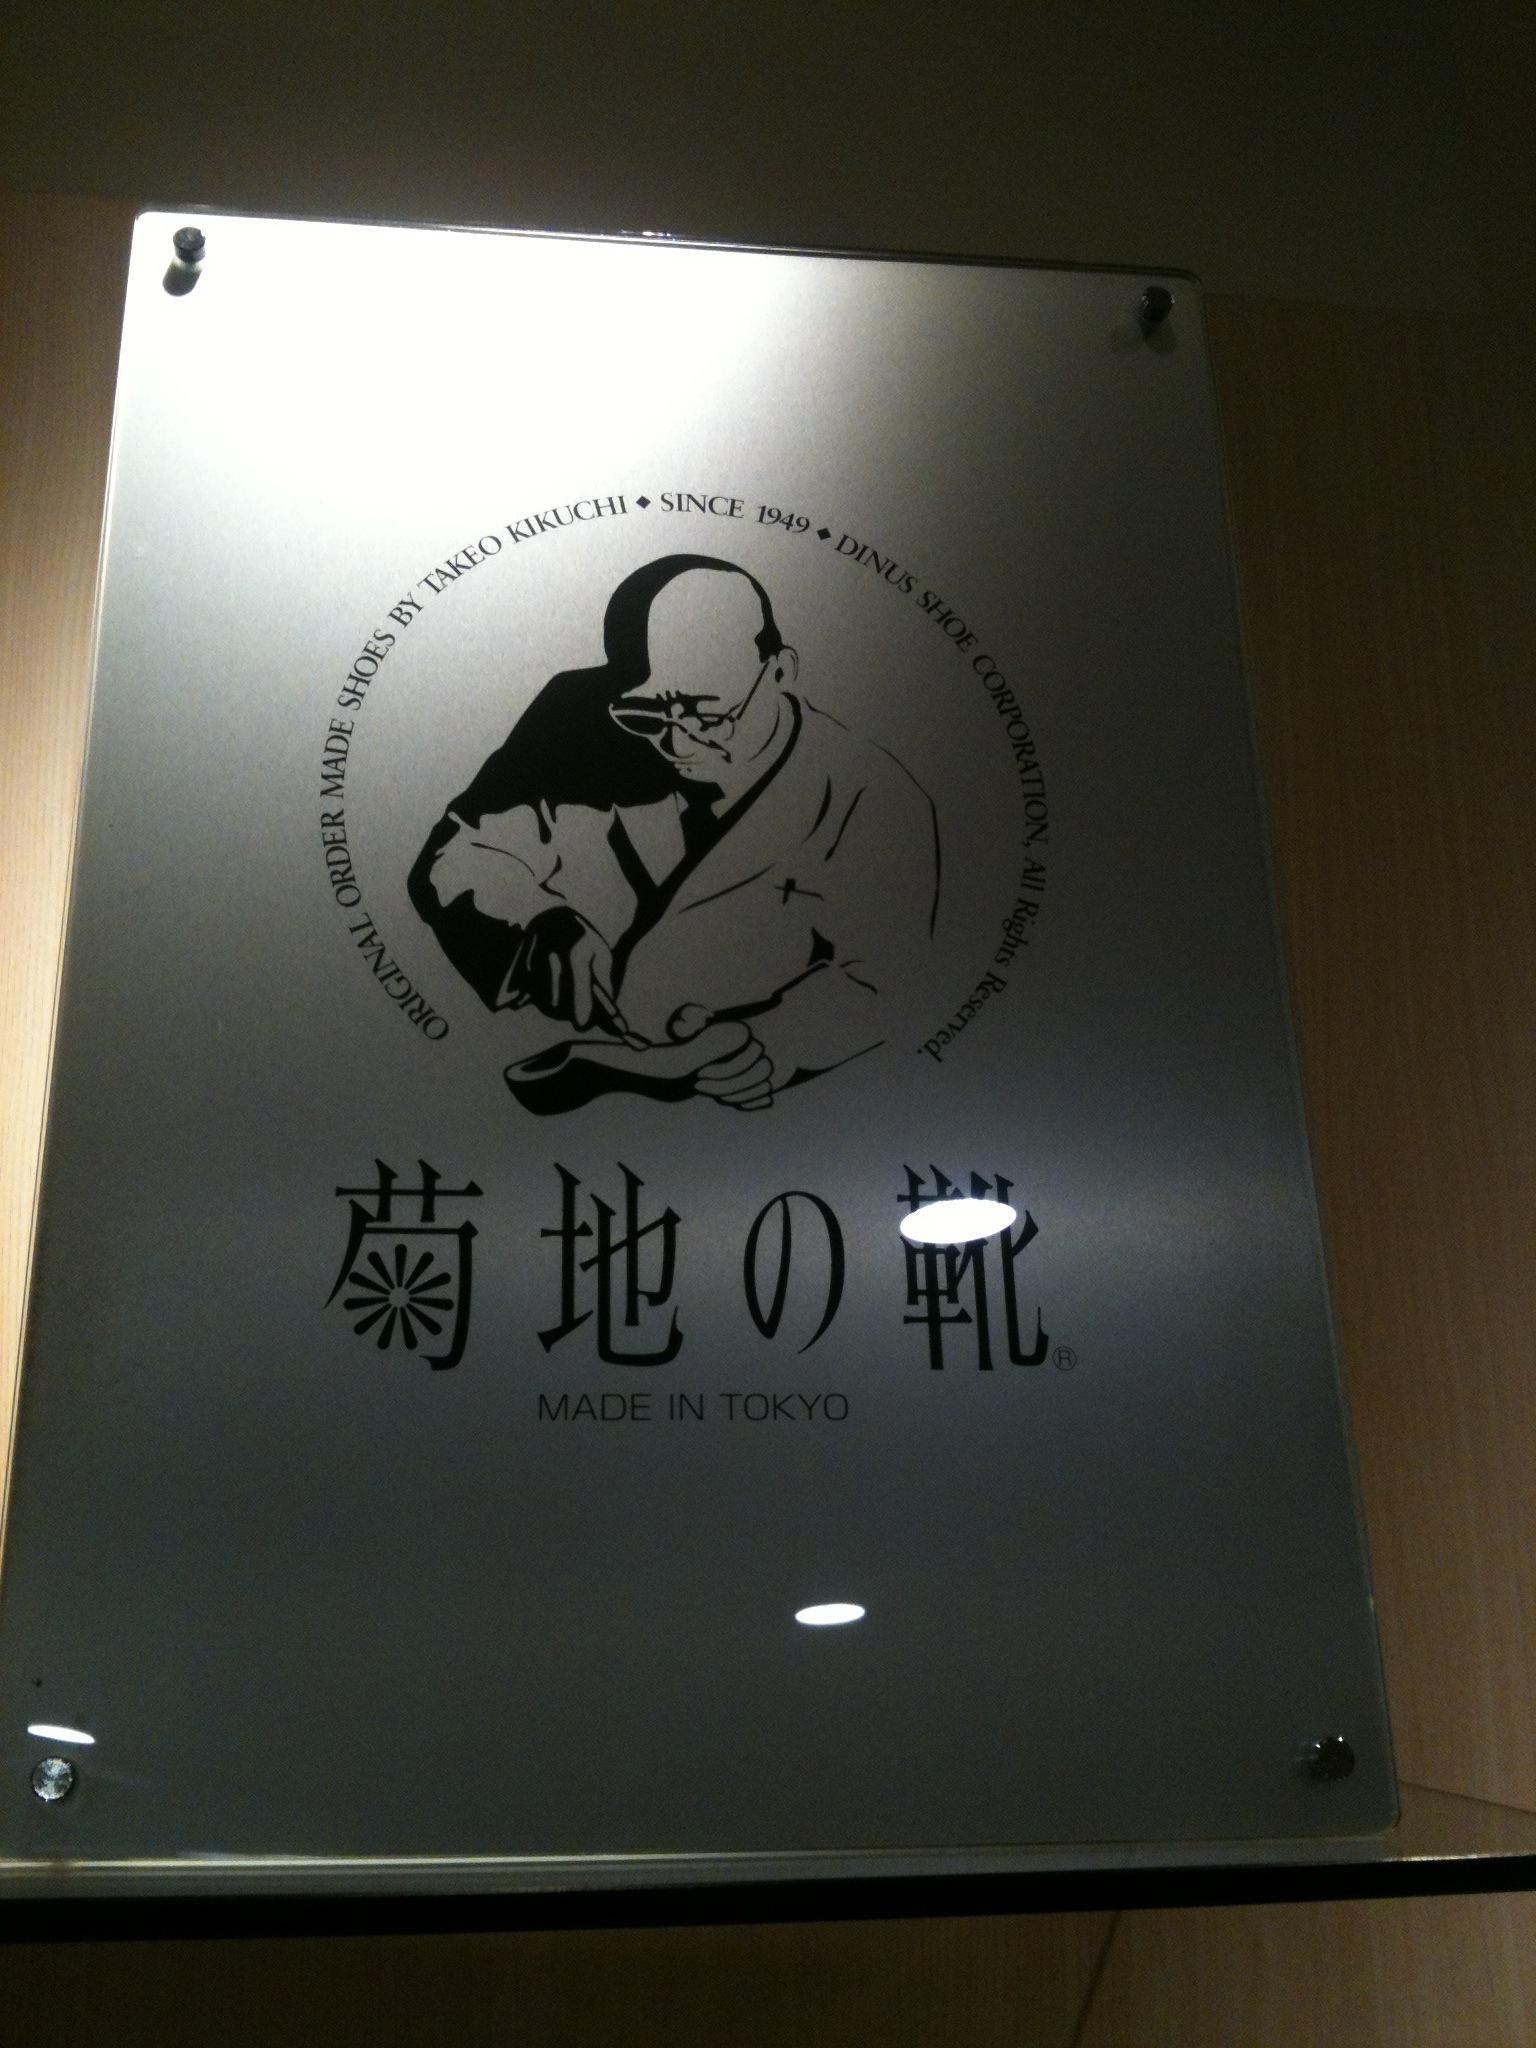 ORIGINAL ORDER MADE SHOES BY TAKEO KIKUCHI ◆ SINCE 1949 ◆ DINUS SHOE CORPORATION, All Rights Reserved.
菊地の靴®
MADE IN TOKYO